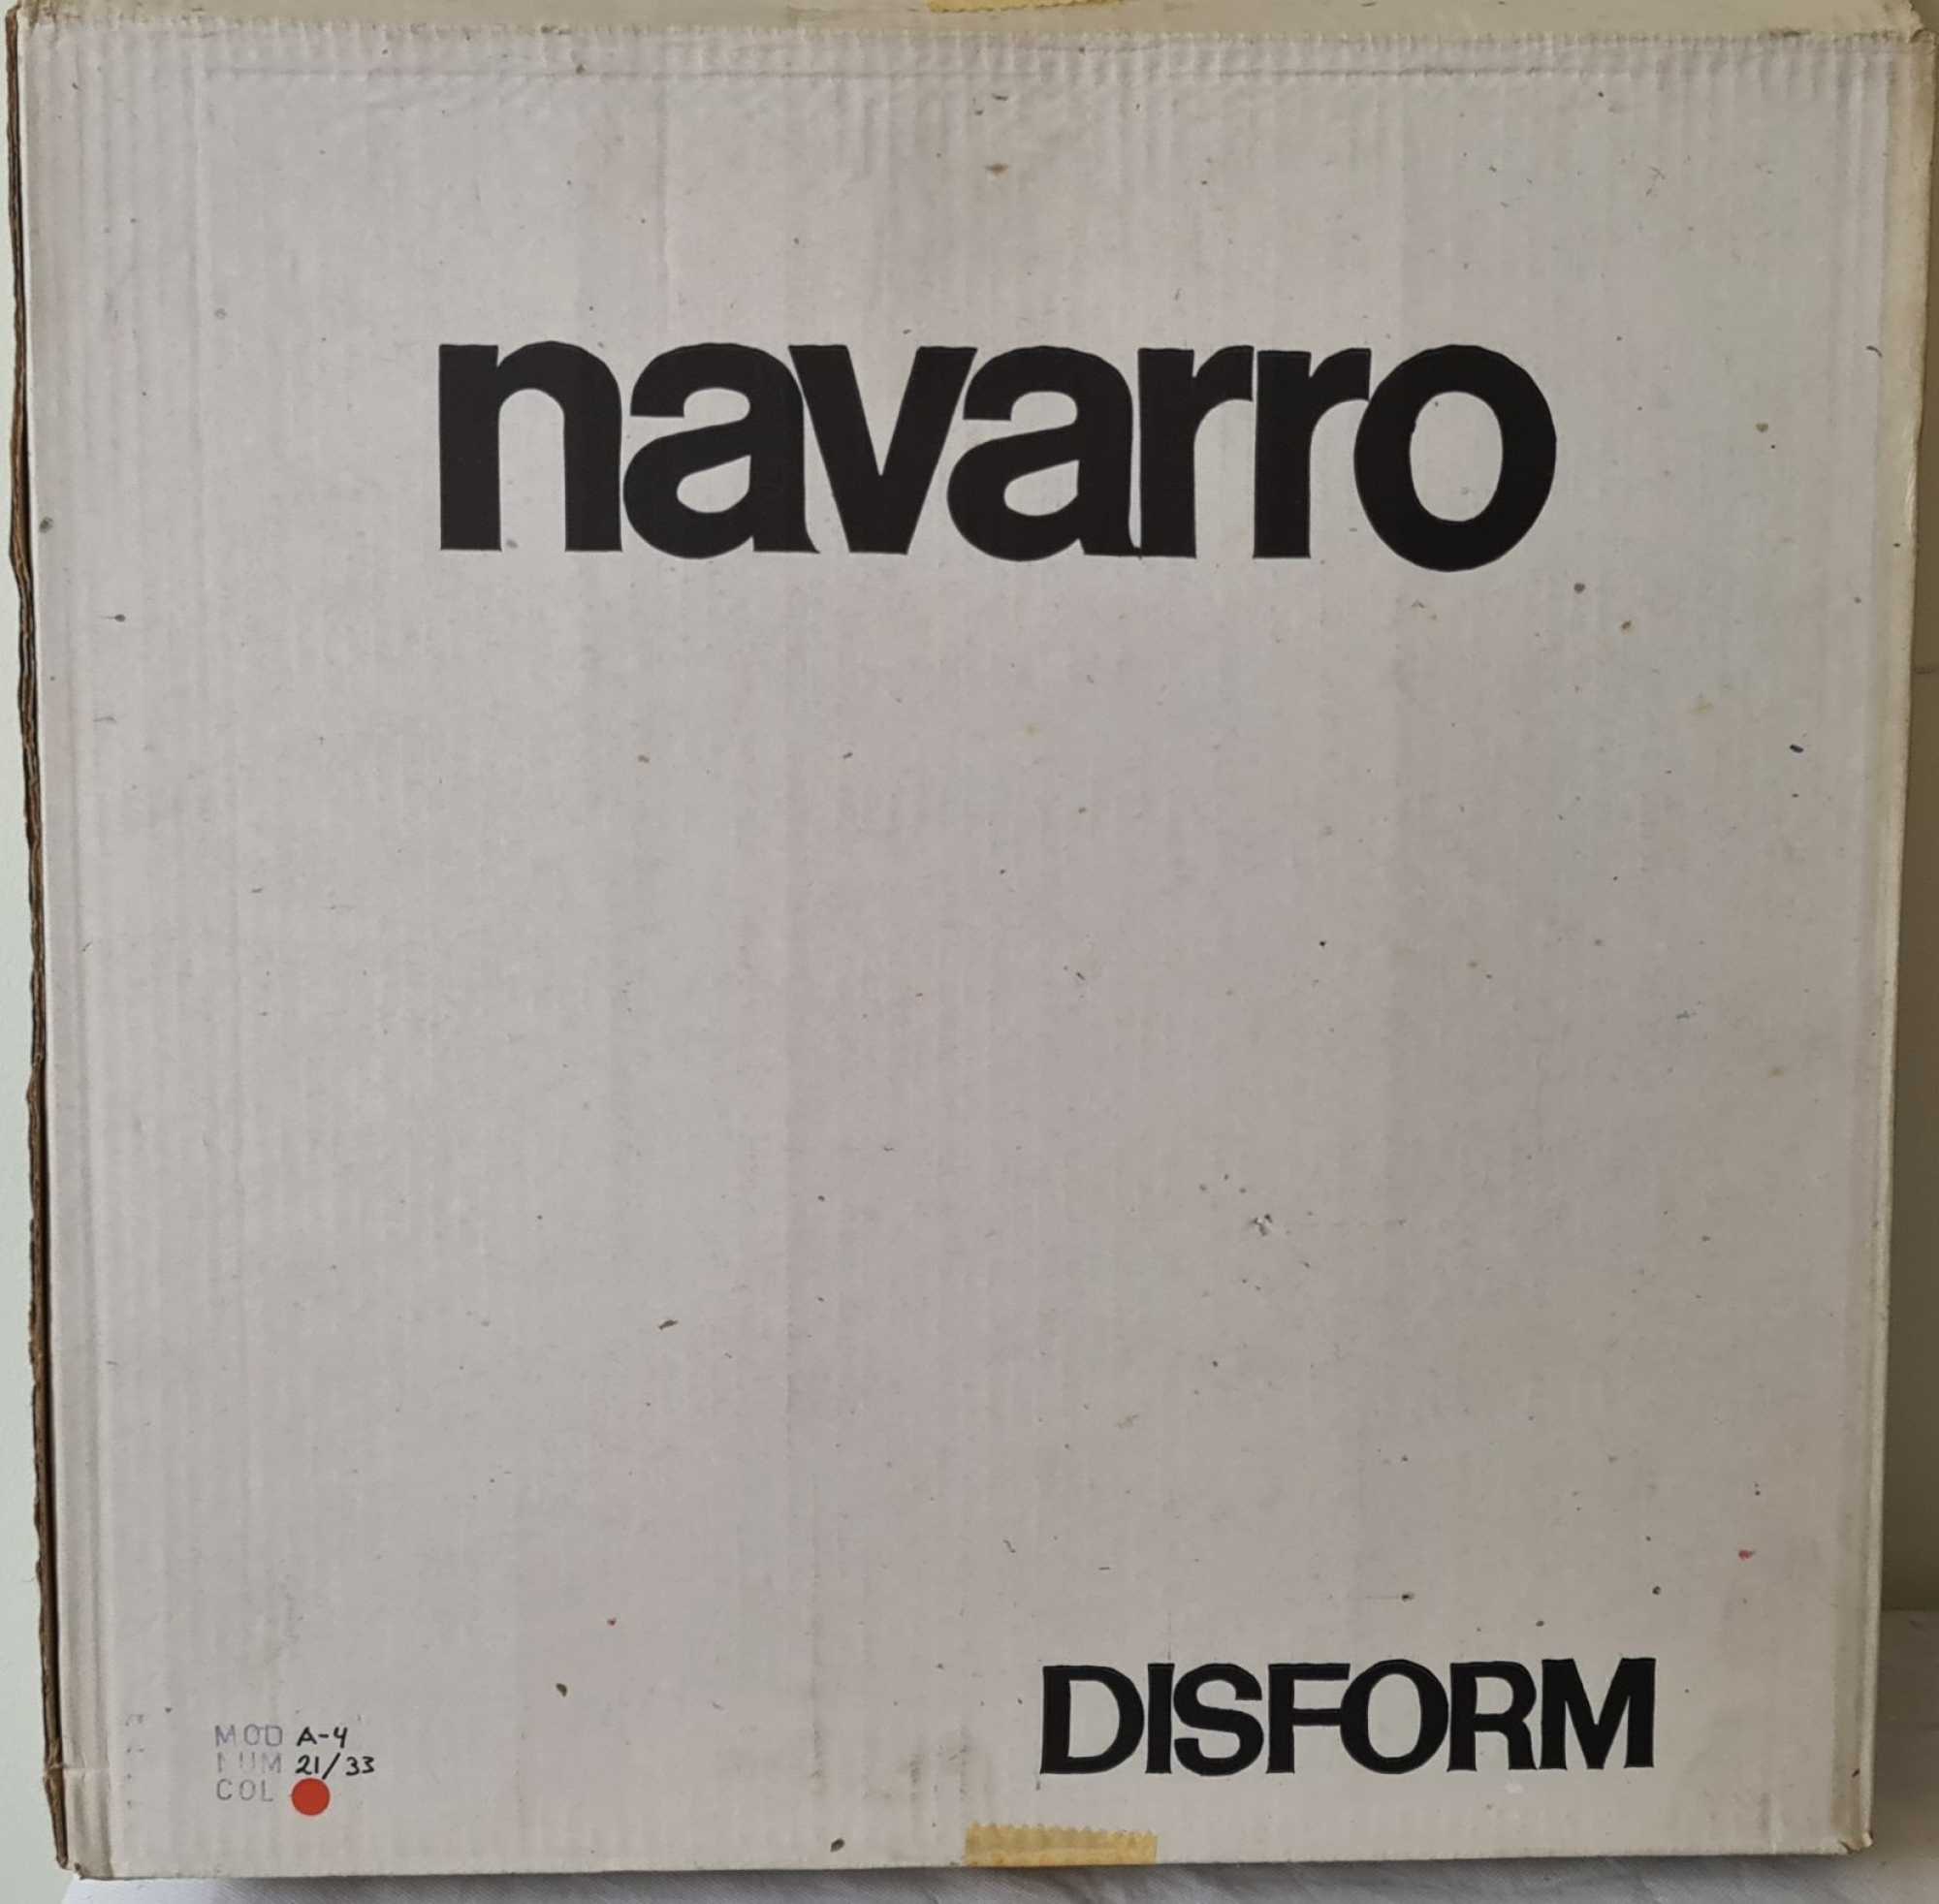 navarro
DISFORM
MOD A-4
NUM 21/33
COL